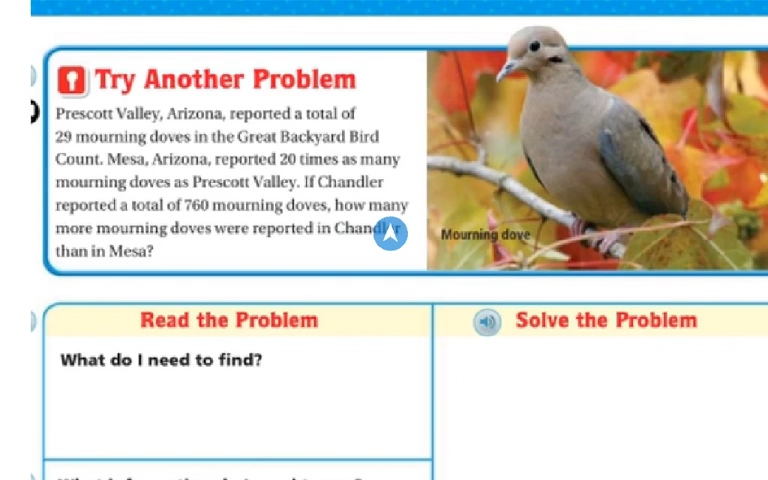 Try Another Problem
Prescott Valley, Arizona, reported a total of
29 mourning doves in the Great Backyard Bird
Count. Mesa, Arizona, reported 20 times as many
mourning doves as Prescott Valley. If Chandler
reported a total of 760 mourning doves, how many
more mourning doves were reported in Chandler
than in Mesa?
Mourning dove
Read the Problem
Solve the Problem
What do I need to find?